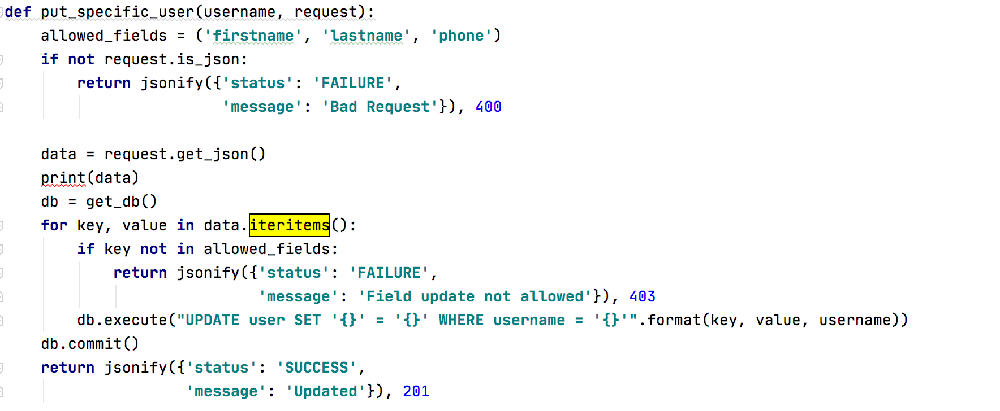 def put_specific_user(username, request):
    allowed_fields = ('firstname', 'lastname', 'phone')
    if not request.is_json:
        return jsonify({'status': 'FAILURE',
                        'message': 'Bad Request'}), 400

    data = request.get_json()
    print(data)
    db = get_db()
    for key, value in data.iteritems():
        if key not in allowed_fields:
            return jsonify({'status': 'FAILURE',
                            'message': 'Field update not allowed'}), 403
        db.execute("UPDATE user SET '{}' = '{}' WHERE username = '{}'".format(key, value, username))
    db.commit()
    return jsonify({'status': 'SUCCESS',
                    'message': 'Updated'}), 201